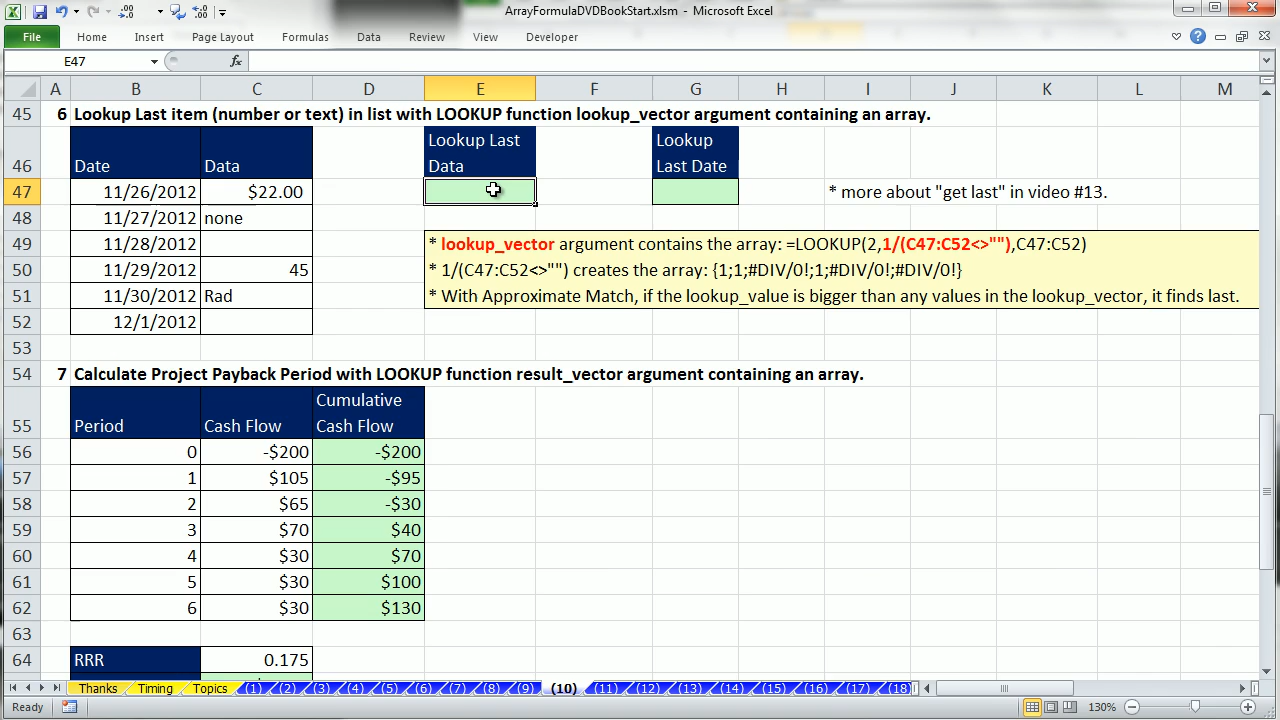 ArrayFormulaDVDBookStart.xlsm - Microsoft Excel
File Home Insert Page Layout Formulas Data Review View Developer
E47 fx
A B C D E F G H I J K L M
45 6 Lookup Last item (number or text) in list with LOOKUP function lookup_vector argument containing an array.
46 Date Data Lookup Last Data Lookup Last Date
47 11/26/2012 $22.00 * more about "get last" in video #13.
48 11/27/2012 none
49 11/28/2012 * lookup_vector argument contains the array: =LOOKUP(2,1/(C47:C52<>""),C47:C52)
50 11/29/2012 45 * 1/(C47:C52<>"") creates the array: {1;1;#DIV/0!;1;#DIV/0!;#DIV/0!}
51 11/30/2012 Rad * With Approximate Match, if the lookup_value is bigger than any values in the lookup_vector, it finds last.
52 12/1/2012
53
54 7 Calculate Project Payback Period with LOOKUP function result_vector argument containing an array.
55 Period Cash Flow Cumulative Cash Flow
56 0 -$200 -$200
57 1 $105 -$95
58 2 $65 -$30
59 3 $70 $40
60 4 $30 $70
61 5 $30 $100
62 6 $30 $130
63
64 RRR 0.175
Thanks Timing Topics (1) (2) (3) (4) (5) (6) (7) (8) (9) (10) (11) (12) (13) (14) (15) (16) (17) (18
Ready 130%